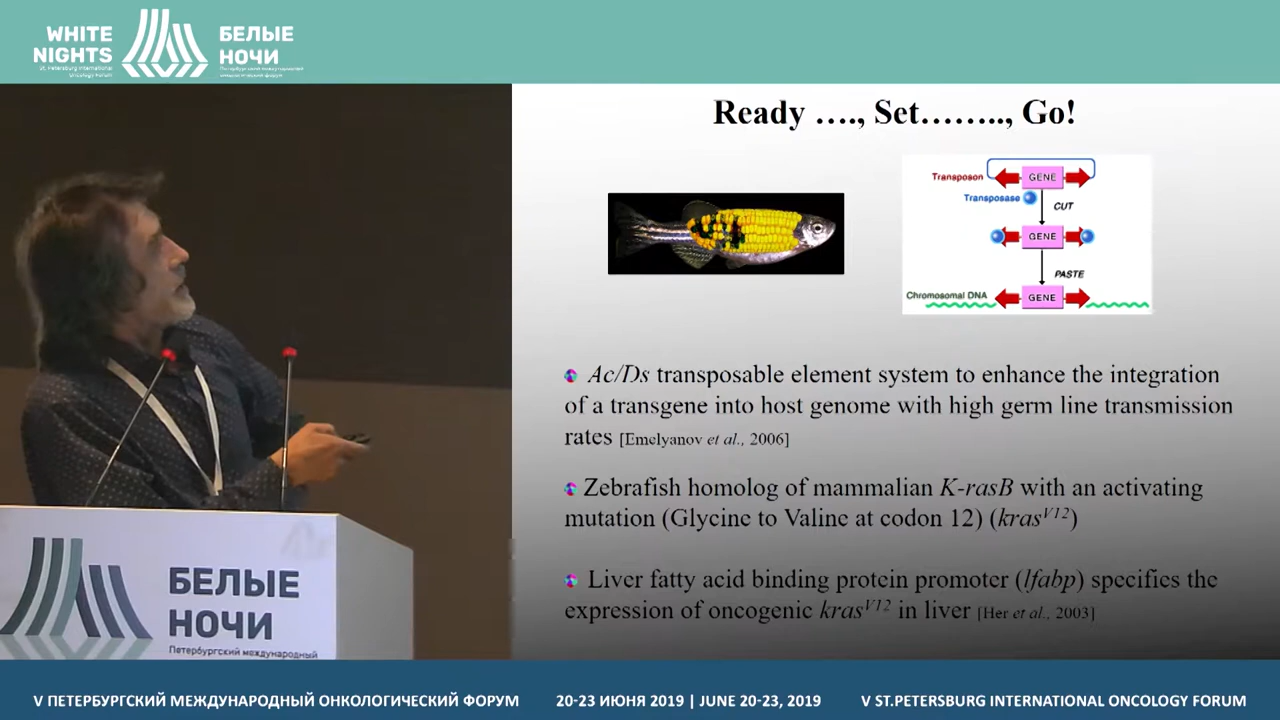 WHITE
NIGHTS
St. Petersburg International
Oncology Forum
БЕЛЫЕ
НОЧИ
Петербургский международный
онкологический форум
Ready …., Set…….., Go!
Transposon
GENE
Transposase
CUT
GENE
PASTE
Chromosomal DNA
GENE
Ac/Ds transposable element system to enhance the integration
of a transgene into host genome with high germ line transmission
rates [Emelyanov et al., 2006]
Zebrafish homolog of mammalian K-rasB with an activating
mutation (Glycine to Valine at codon 12) (kras^V12)
Liver fatty acid binding protein promoter (lfabp) specifies the
expression of oncogenic kras^V12 in liver [Her et al., 2003]
БЕЛЫЕ
НОЧИ
Петербургский международный
V ПЕТЕРБУРГСКИЙ МЕЖДУНАРОДНЫЙ ОНКОЛОГИЧЕСКИЙ ФОРУМ
20-23 ИЮНЯ 2019 | JUNE 20-23, 2019
V ST.PETERSBURG INTERNATIONAL ONCOLOGY FORUM